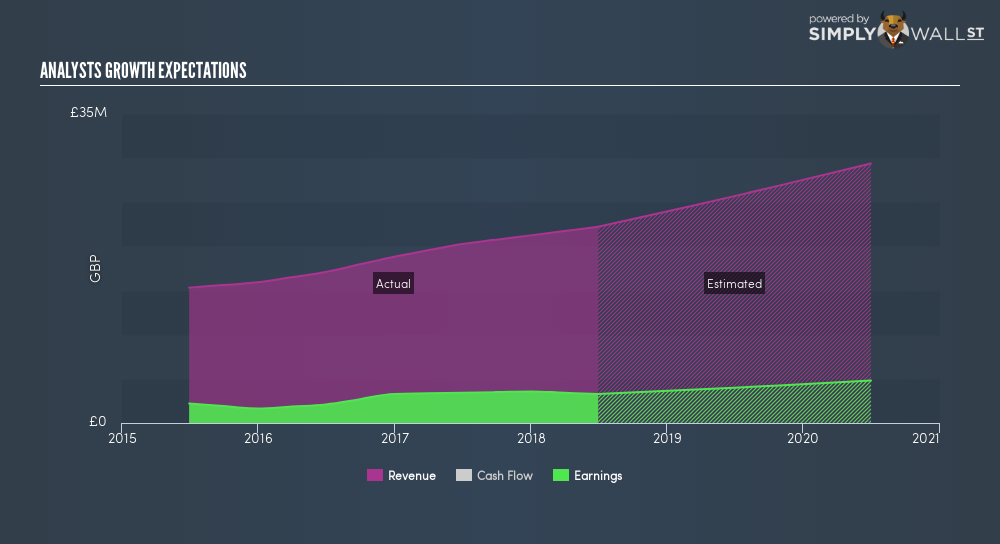 powered by
SIMPLY WALL ST
ANALYSTS GROWTH EXPECTATIONS
£35M
GBP
Actual
Estimated
£0
2015 2016 2017 2018 2019 2020 2021
Revenue Cash Flow Earnings